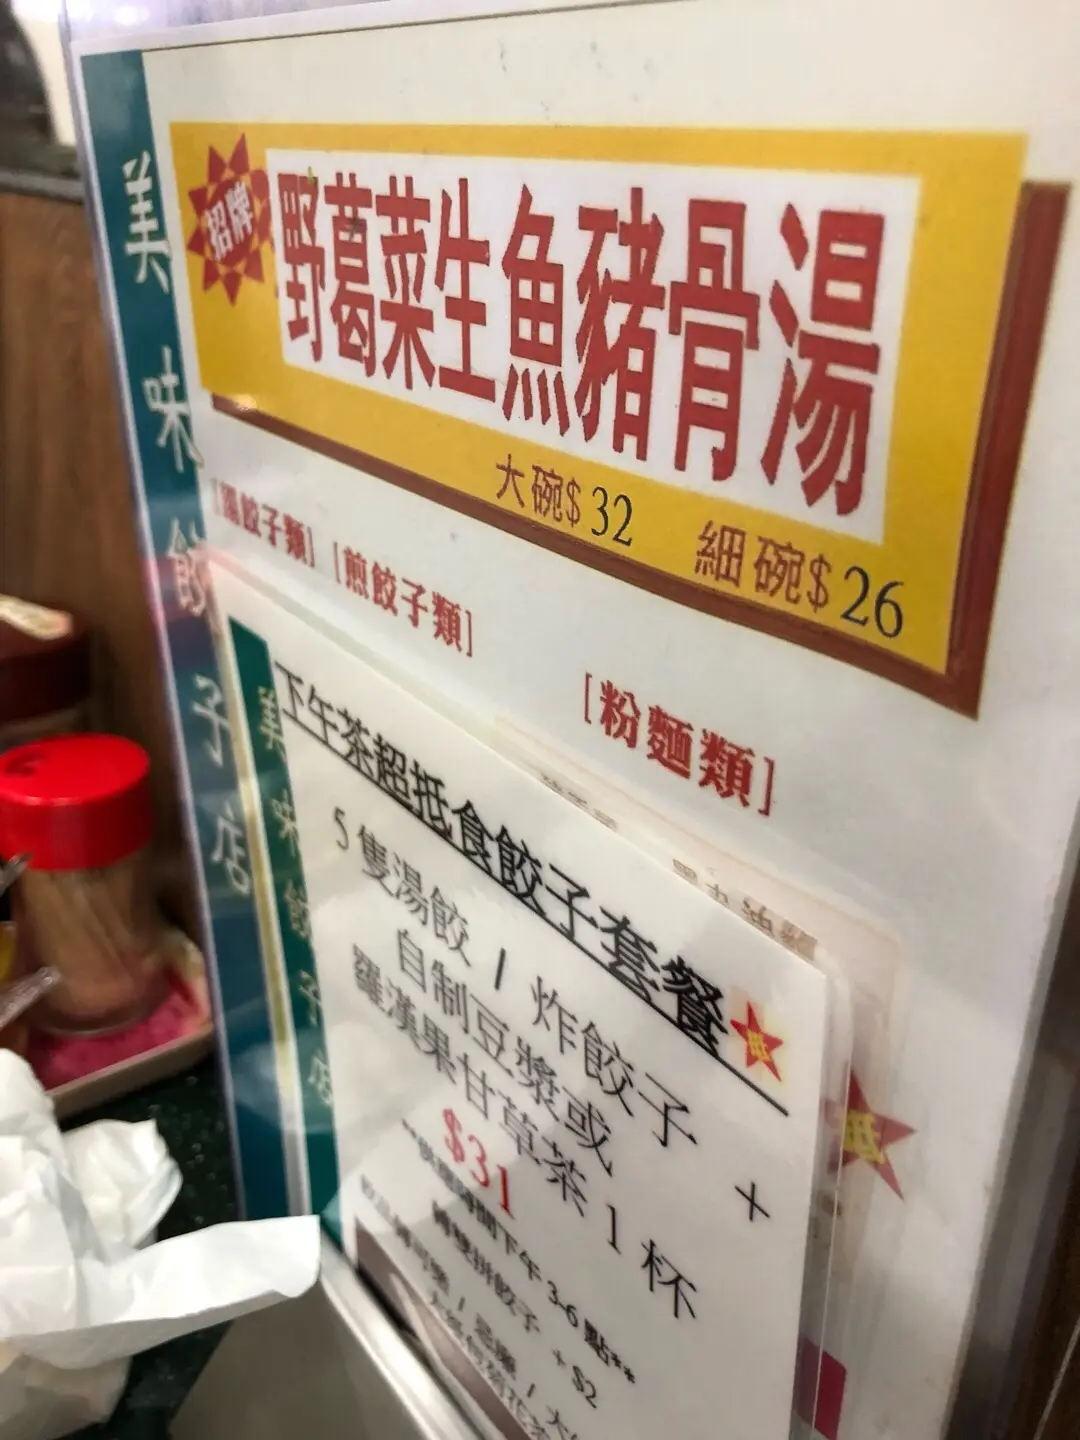 美味餃子店
招牌
野葛菜生魚豬骨湯
大碗$32 細碗$26
[湯餃子類] [煎餃子類]
[粉麵類]
美味餃子店
下午茶超抵食餃子套餐
抵
5隻湯餃 / 炸餃子 +
自制豆漿或
羅漢果甘草茶1杯
$31
時間下午3-6點**
轉雙拼餃子 +$2
抵